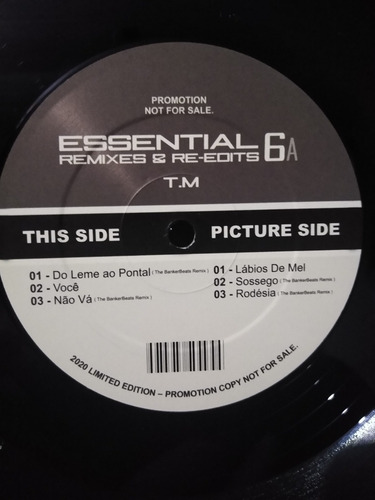 PROMOTION
NOT FOR SALE.
ESSENTIAL 6A
REMIXES & RE-EDITS
T.M
THIS SIDE
01 - Do Leme ao Pontal ( The BankerBeats Remix )
02 - Você
03 - Não Vá ( The BankerBeats Remix )
PICTURE SIDE
01 - Lábios De Mel
02 - Sossego ( The BankerBeats Remix )
03 - Rodésia ( The BankerBeats Remix )
2020 LIMITED EDITION – PROMOTION COPY NOT FOR SALE.